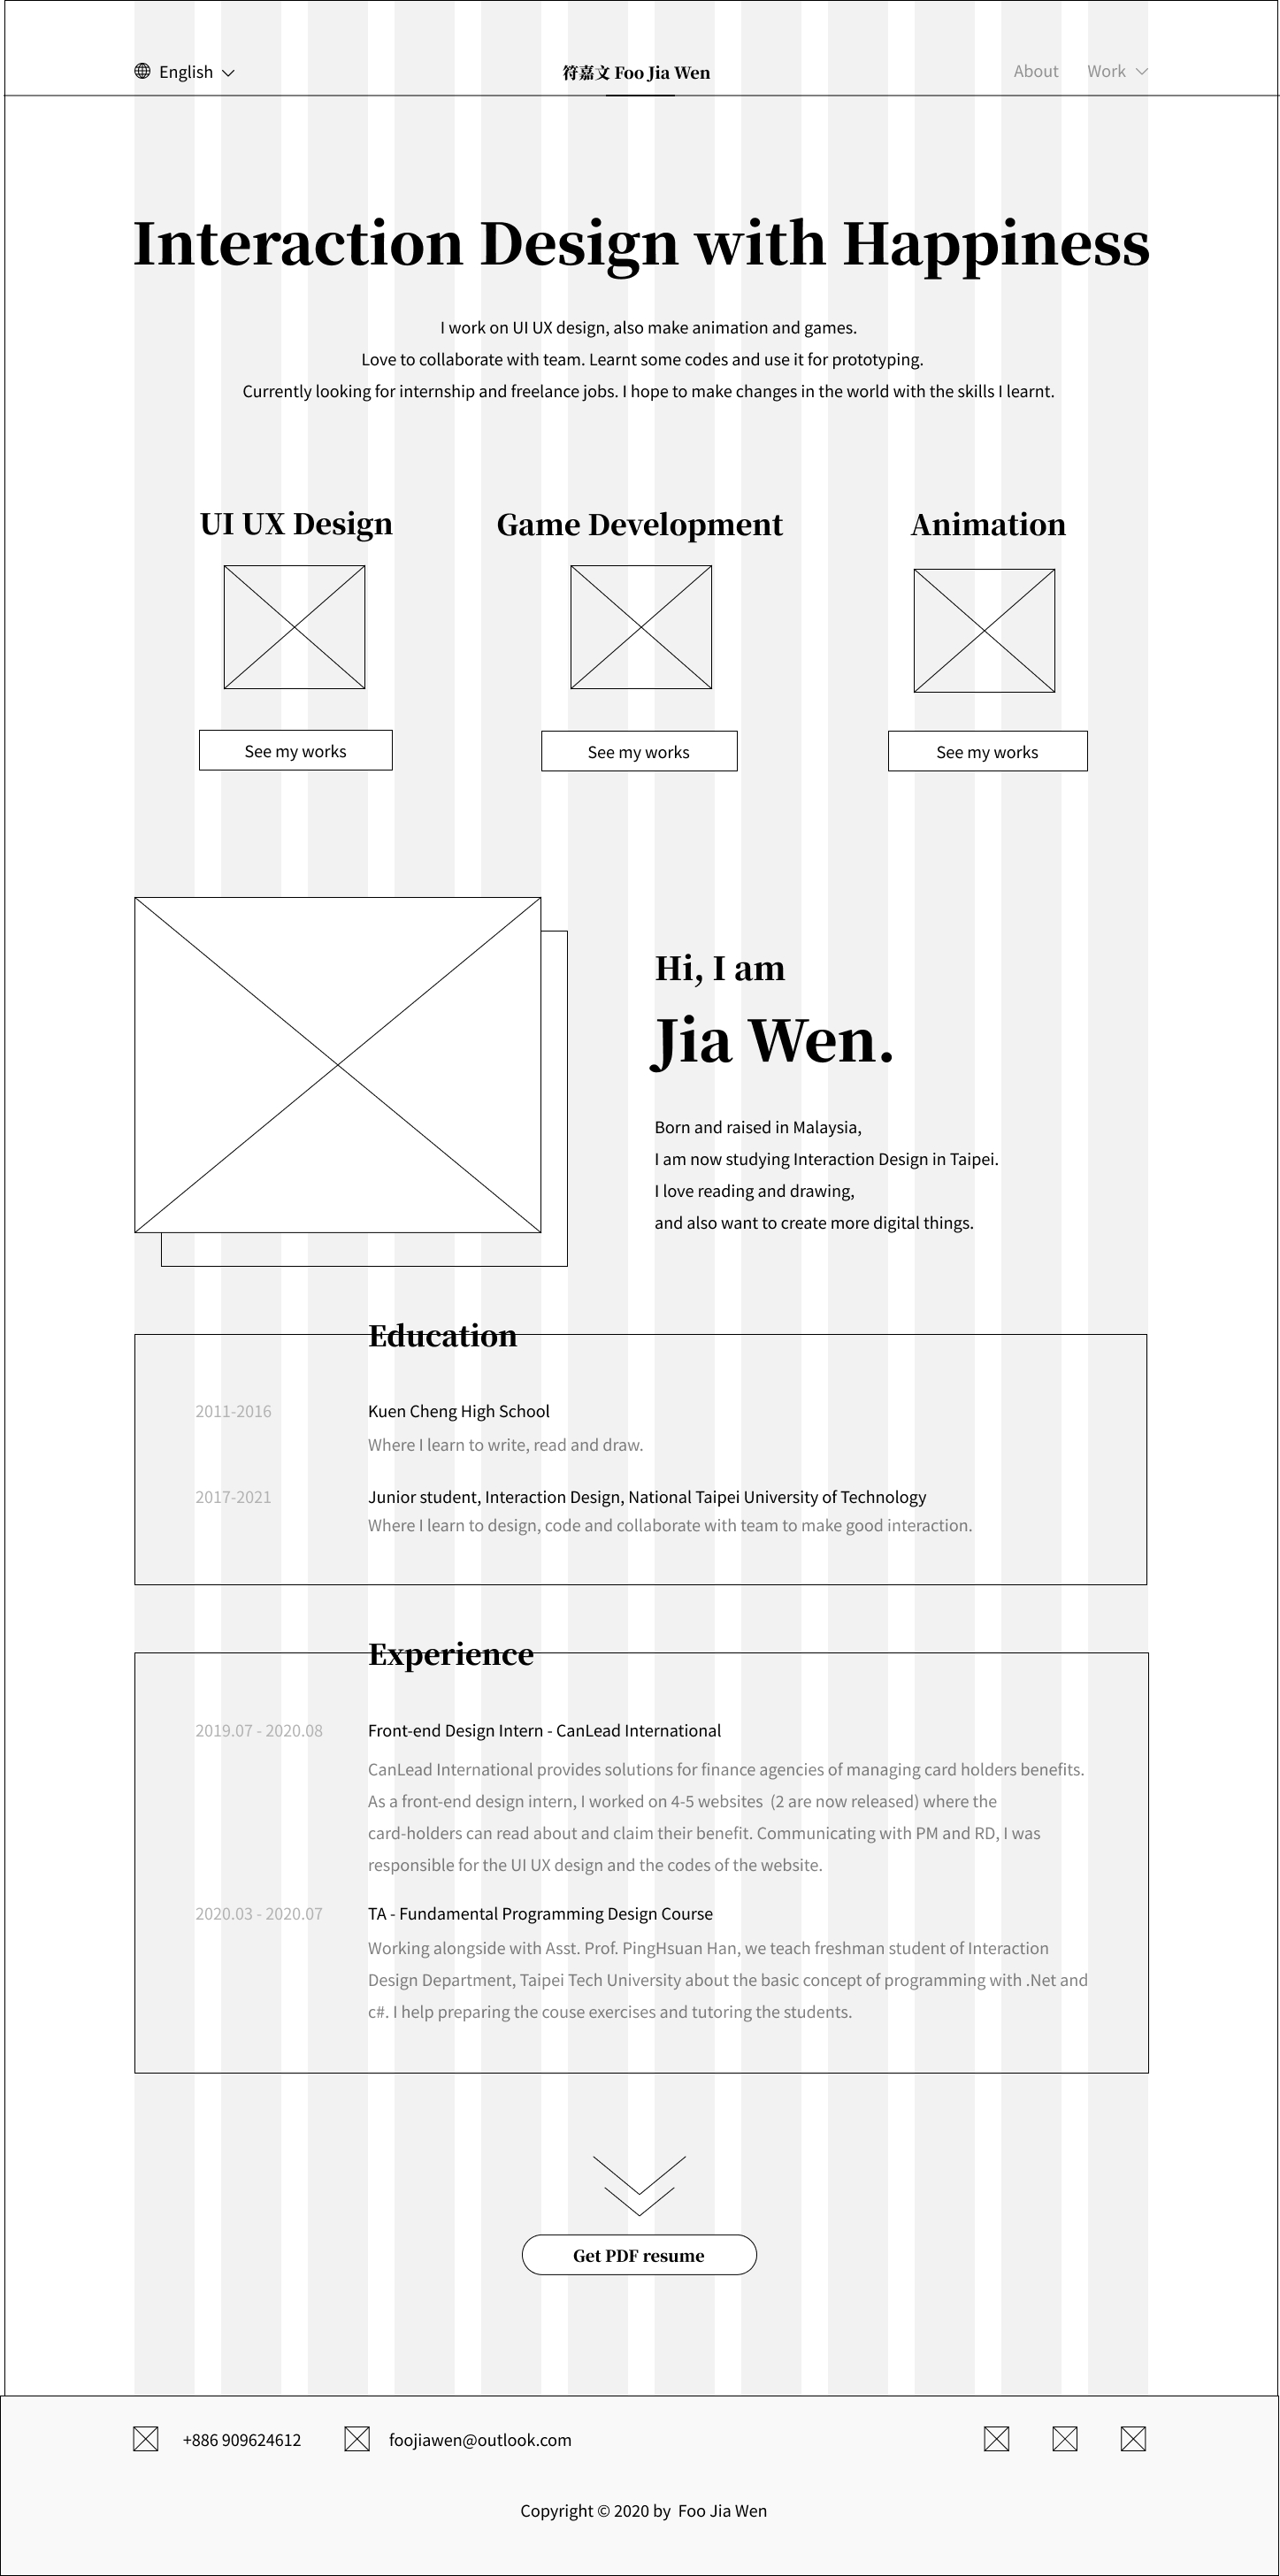 English
符嘉文 Foo Jia Wen
About
Work
Interaction Design with Happiness
I work on UI UX design, also make animation and games.
Love to collaborate with team. Learnt some codes and use it for prototyping.
Currently looking for internship and freelance jobs. I hope to make changes in the world with the skills I learnt.
UI UX Design
Game Development
Animation
See my works
See my works
See my works
Hi, I am
Jia Wen.
Born and raised in Malaysia,
I am now studying Interaction Design in Taipei.
I love reading and drawing,
and also want to create more digital things.
Education
2011-2016
Kuen Cheng High School
Where I learn to write, read and draw.
2017-2021
Junior student, Interaction Design, National Taipei University of Technology
Where I learn to design, code and collaborate with team to make good interaction.
Experience
2019.07 - 2020.08
Front-end Design Intern - CanLead International
CanLead International provides solutions for finance agencies of managing card holders benefits.
As a front-end design intern, I worked on 4-5 websites  (2 are now released) where the
card-holders can read about and claim their benefit. Communicating with PM and RD, I was
responsible for the UI UX design and the codes of the website.
2020.03 - 2020.07
TA - Fundamental Programming Design Course
Working alongside with Asst. Prof. PingHsuan Han, we teach freshman student of Interaction
Design Department, Taipei Tech University about the basic concept of programming with .Net and
c#. I help preparing the couse exercises and tutoring the students.
Get PDF resume
+886 909624612
foojiawen@outlook.com
Copyright © 2020 by  Foo Jia Wen